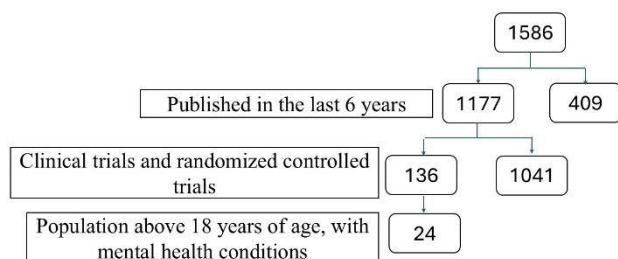 1586
Published in the last 6 years
1177
409
Clinical trials and randomized controlled
trials
136
1041
Population above 18 years of age, with
mental health conditions
24